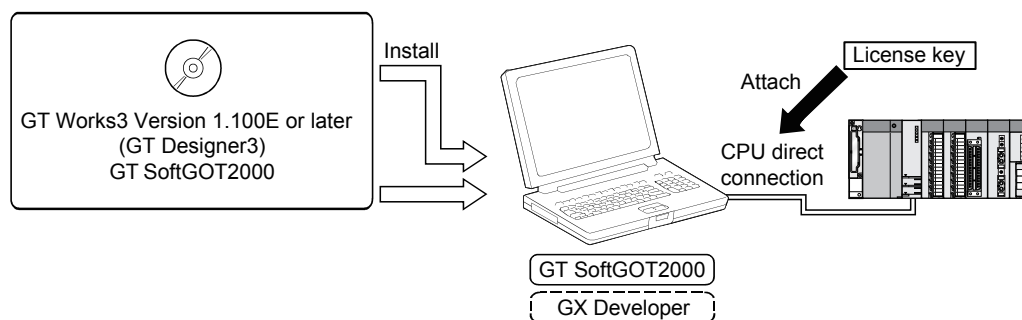 Install
License key
Attach
GT Works3 Version 1.100E or later
(GT Designer3)
GT SoftGOT2000
CPU direct
connection
GT SoftGOT2000
GX Developer